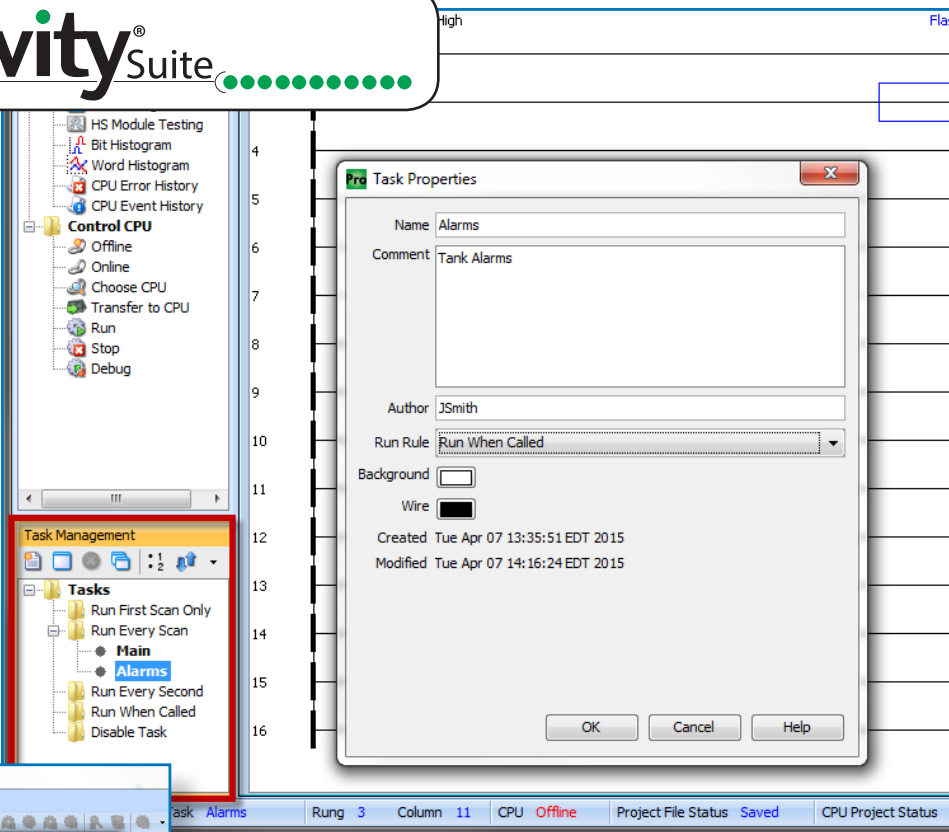 Suite
High
HS Module Testing
Bit Histogram
Word Histogram
CPU Error History
CPU Event History
Control CPU
Offline
Online
Choose CPU
Transfer to CPU
Run
Stop
Debug
4
5
6
7
8
9
10
11
12
13
14
15
16
Pro Task Properties
Name Alarms
Comment Tank Alarms
Author JSmith
Run Rule Run When Called
Background
Wire
Created Tue Apr 07 13:35:51 EDT 2015
Modified Tue Apr 07 14:16:24 EDT 2015
OK Cancel Help
Task Management
Tasks
Run First Scan Only
Run Every Scan
Main
Alarms
Run Every Second
Run When Called
Disable Task
Task Alarms Rung 3 Column 11 CPU Offline Project File Status Saved CPU Project Status